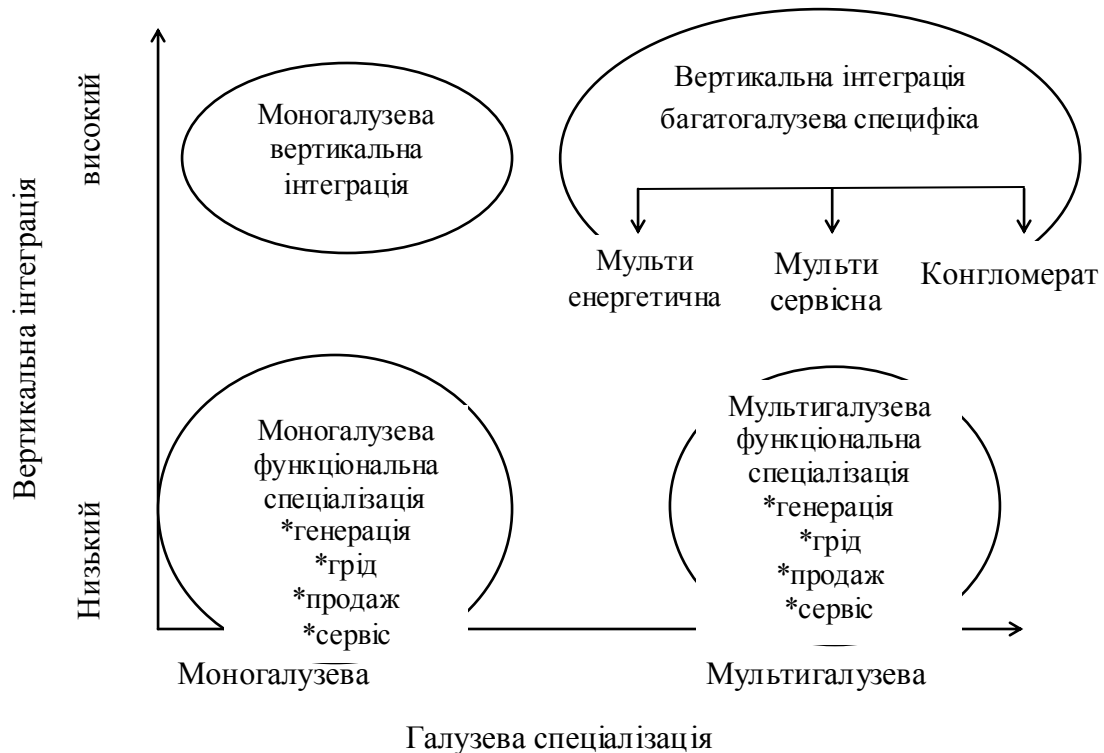 Вертикальна інтеграція
високий
Низький
Моногалузева
вертикальна
інтеграція
Вертикальна інтеграція
багатогалузева специфіка
Мульти
енергетична
Мульти
сервісна
Конгломерат
Моногалузева
функціональна
спеціалізація
*генерація
*грід
*продаж
*сервіс
Мультигалузева
функціональна
спеціалізація
*генерація
*грід
*продаж
*сервіс
Моногалузева
Мультигалузева
Галузева спеціалізація